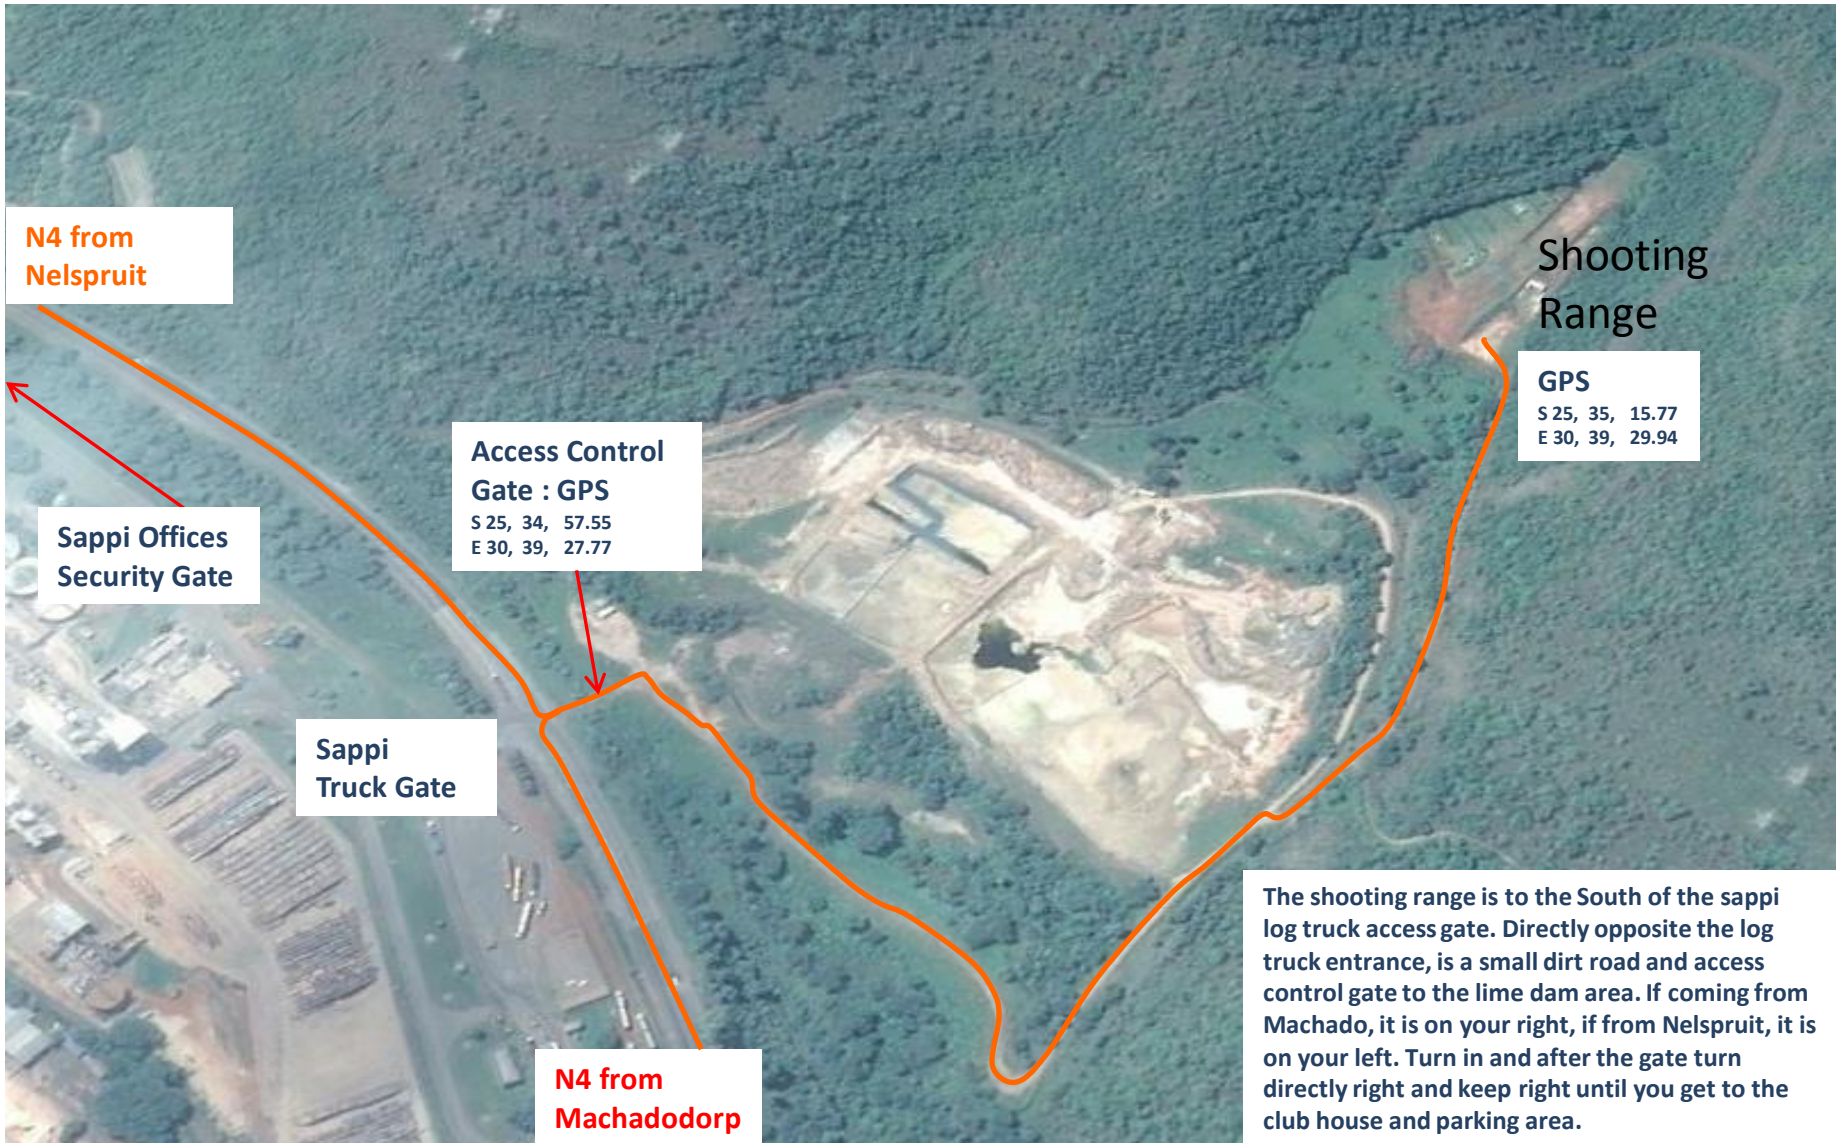 N4 from
Nelspruit
Shooting
Range
GPS
S 25, 35, 15.77
E 30, 39, 29.94
Access Control
Gate : GPS
S 25, 34, 57.55
E 30, 39, 27.77
Sappi Offices
Security Gate
Sappi
Truck Gate
N4 from
Machadodorp
The shooting range is to the South of the sappi
log truck access gate. Directly opposite the log
truck entrance, is a small dirt road and access
control gate to the lime dam area. If coming from
Machado, it is on your right, if from Nelspruit, it is
on your left. Turn in and after the gate turn
directly right and keep right until you get to the
club house and parking area.